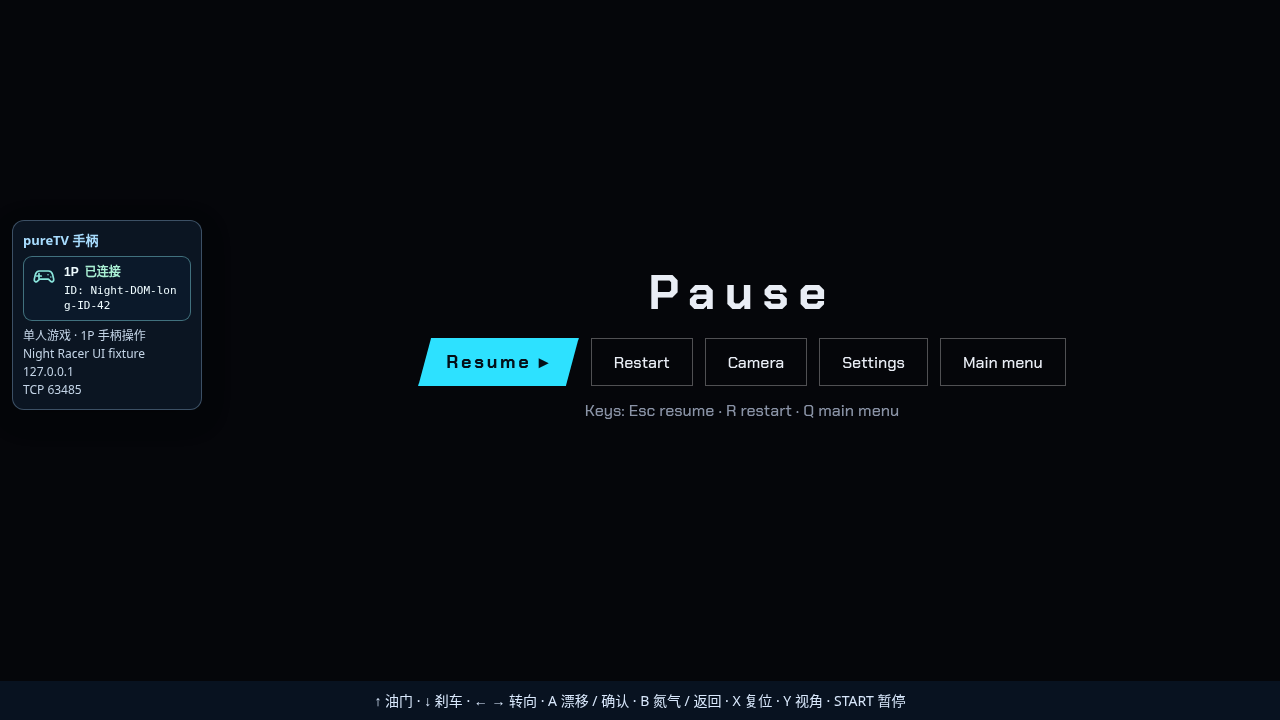 pureTV 手柄
1P 已连接
ID: Night-DOM-lon
g-ID-42
单人游戏 · 1P 手柄操作
Night Racer UI fixture
127.0.0.1
TCP 63485
Pause
Resume ▸
Restart
Camera
Settings
Main menu
Keys: Esc resume · R restart · Q main menu
↑ 油门 · ↓ 刹车 · ← → 转向 · A 漂移 / 确认 · B 氮气 / 返回 · X 复位 · Y 视角 · START 暂停